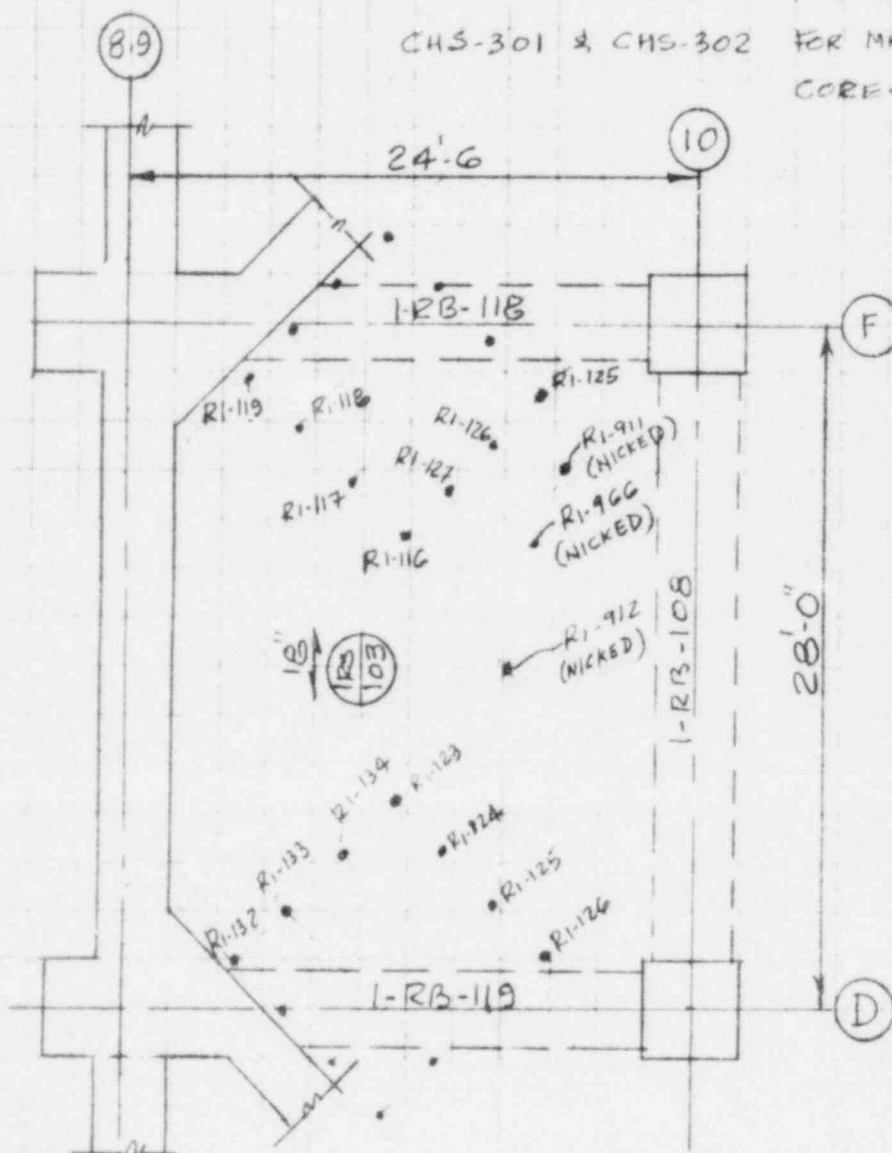 8.9
CHS-301 & CHS-302 FOR
CORE
10
24'-6
1-RB-118
F
R1-125
R1-119
R1-118
R1-126
R1-911
(NICKED)
R1-127
R1-117
R1-966
(NICKED)
R1-116
R1-912
(NICKED)
18"
1RB
103
1-RB-108
28'-0"
R1-134
R1-123
R1-124
R1-133
R1-125
R1-132
R1-126
1-RB-119
D